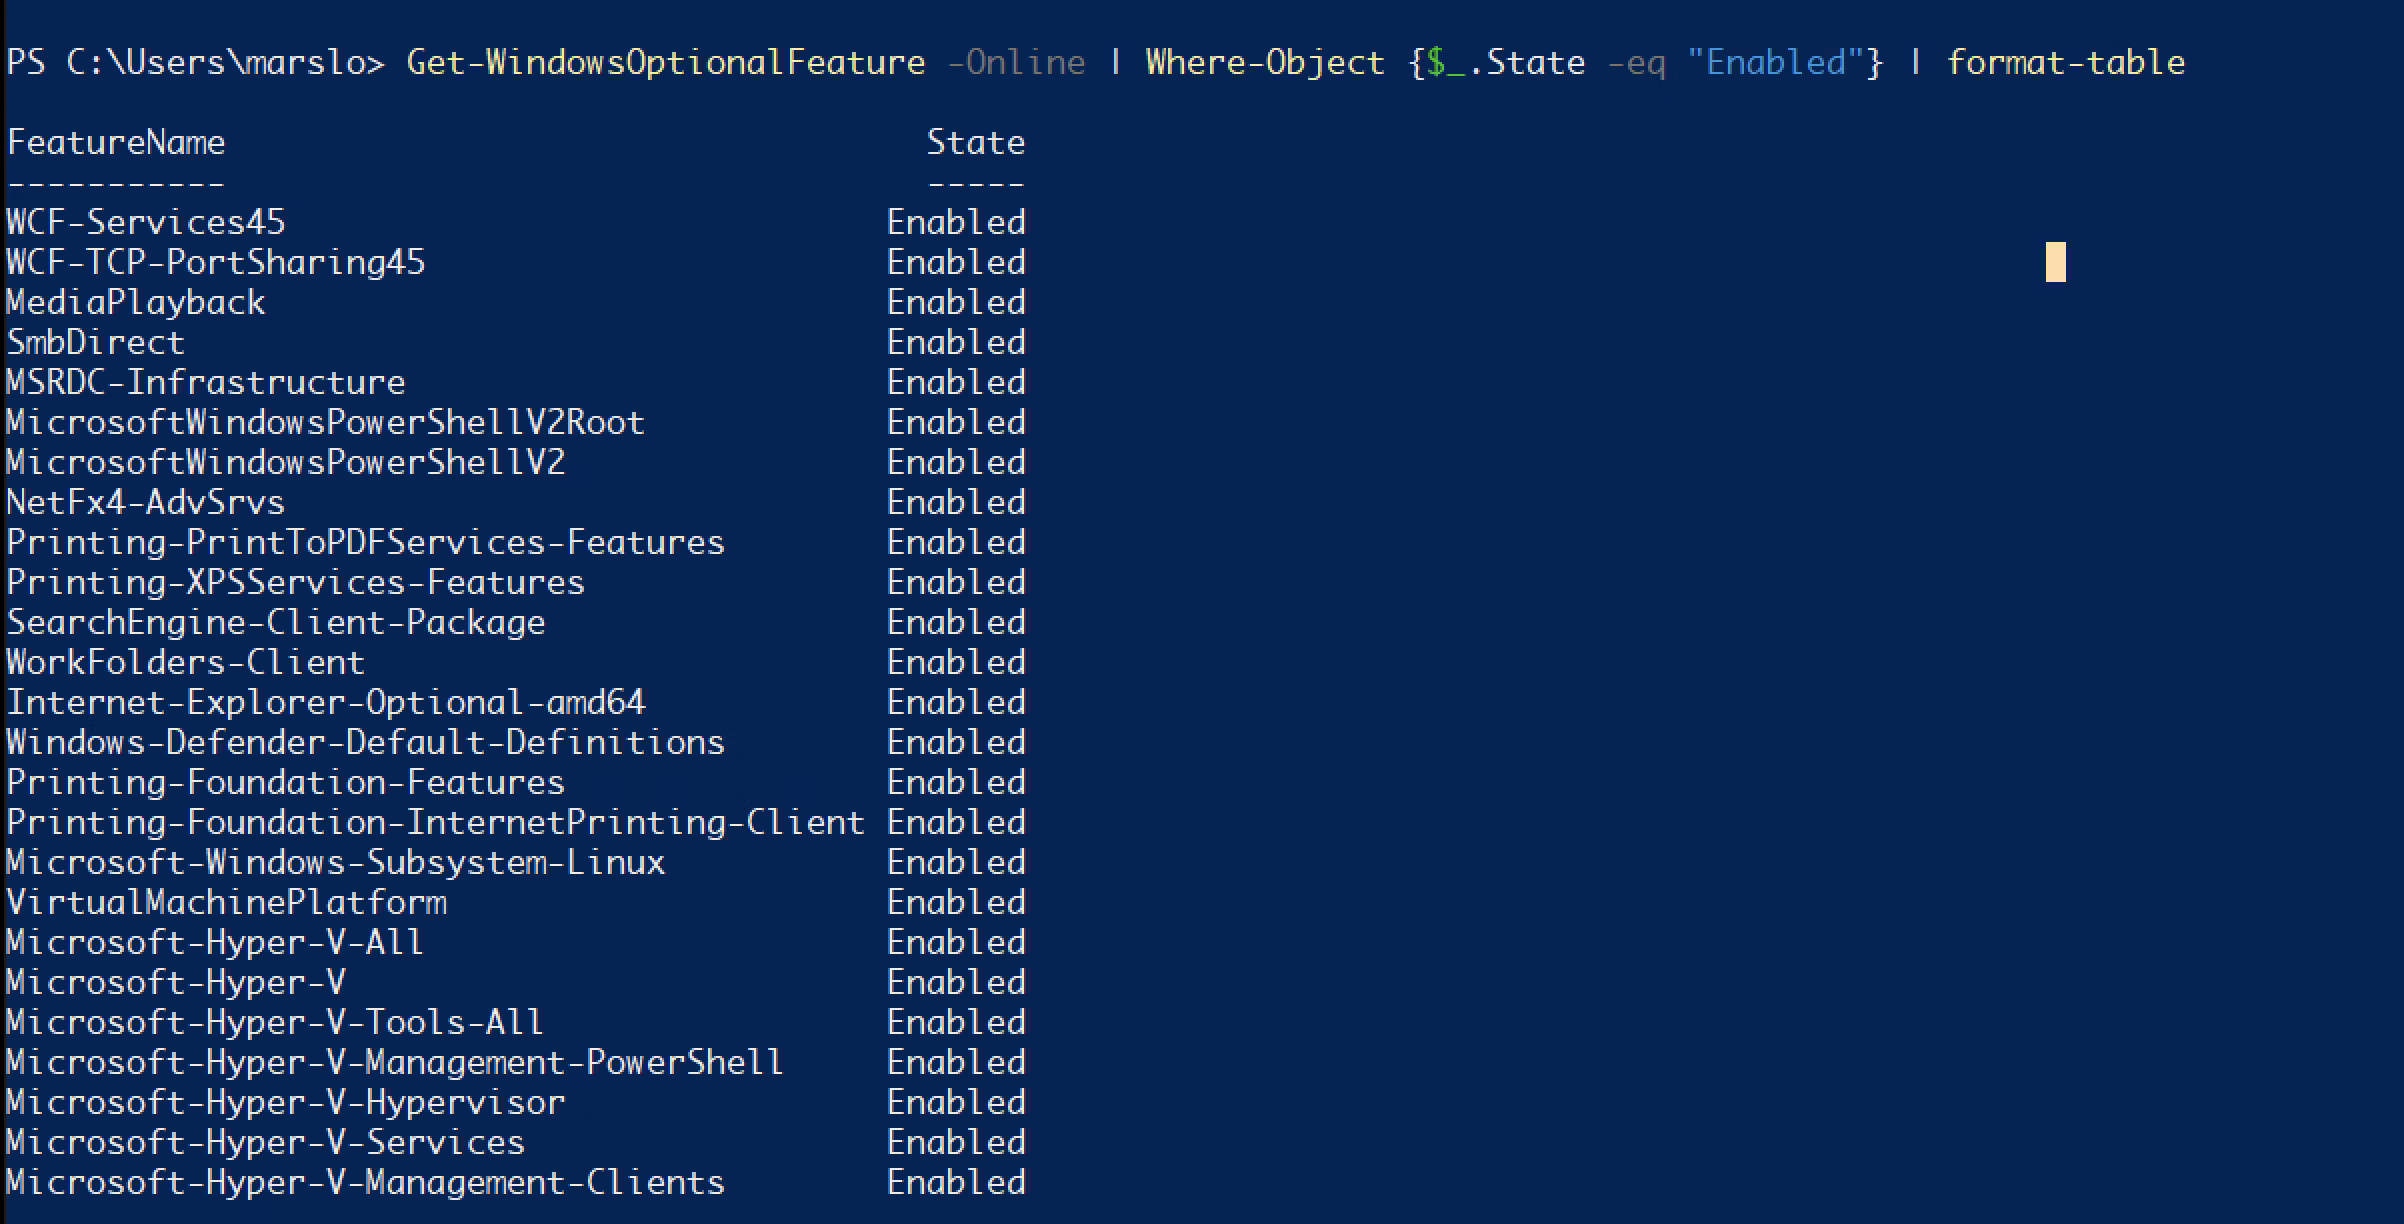 PS C:\Users\marslo> Get-WindowsOptionalFeature -Online | Where-Object {$_.State -eq "Enabled"} | format-table
FeatureName State
----------- -----
WCF-Services45 Enabled
WCF-TCP-PortSharing45 Enabled
MediaPlayback Enabled
SmbDirect Enabled
MSRDC-Infrastructure Enabled
MicrosoftWindowsPowerShellV2Root Enabled
MicrosoftWindowsPowerShellV2 Enabled
NetFx4-AdvSrvs Enabled
Printing-PrintToPDFServices-Features Enabled
Printing-XPSServices-Features Enabled
SearchEngine-Client-Package Enabled
WorkFolders-Client Enabled
Internet-Explorer-Optional-amd64 Enabled
Windows-Defender-Default-Definitions Enabled
Printing-Foundation-Features Enabled
Printing-Foundation-InternetPrinting-Client Enabled
Microsoft-Windows-Subsystem-Linux Enabled
VirtualMachinePlatform Enabled
Microsoft-Hyper-V-All Enabled
Microsoft-Hyper-V Enabled
Microsoft-Hyper-V-Tools-All Enabled
Microsoft-Hyper-V-Management-PowerShell Enabled
Microsoft-Hyper-V-Hypervisor Enabled
Microsoft-Hyper-V-Services Enabled
Microsoft-Hyper-V-Management-Clients Enabled